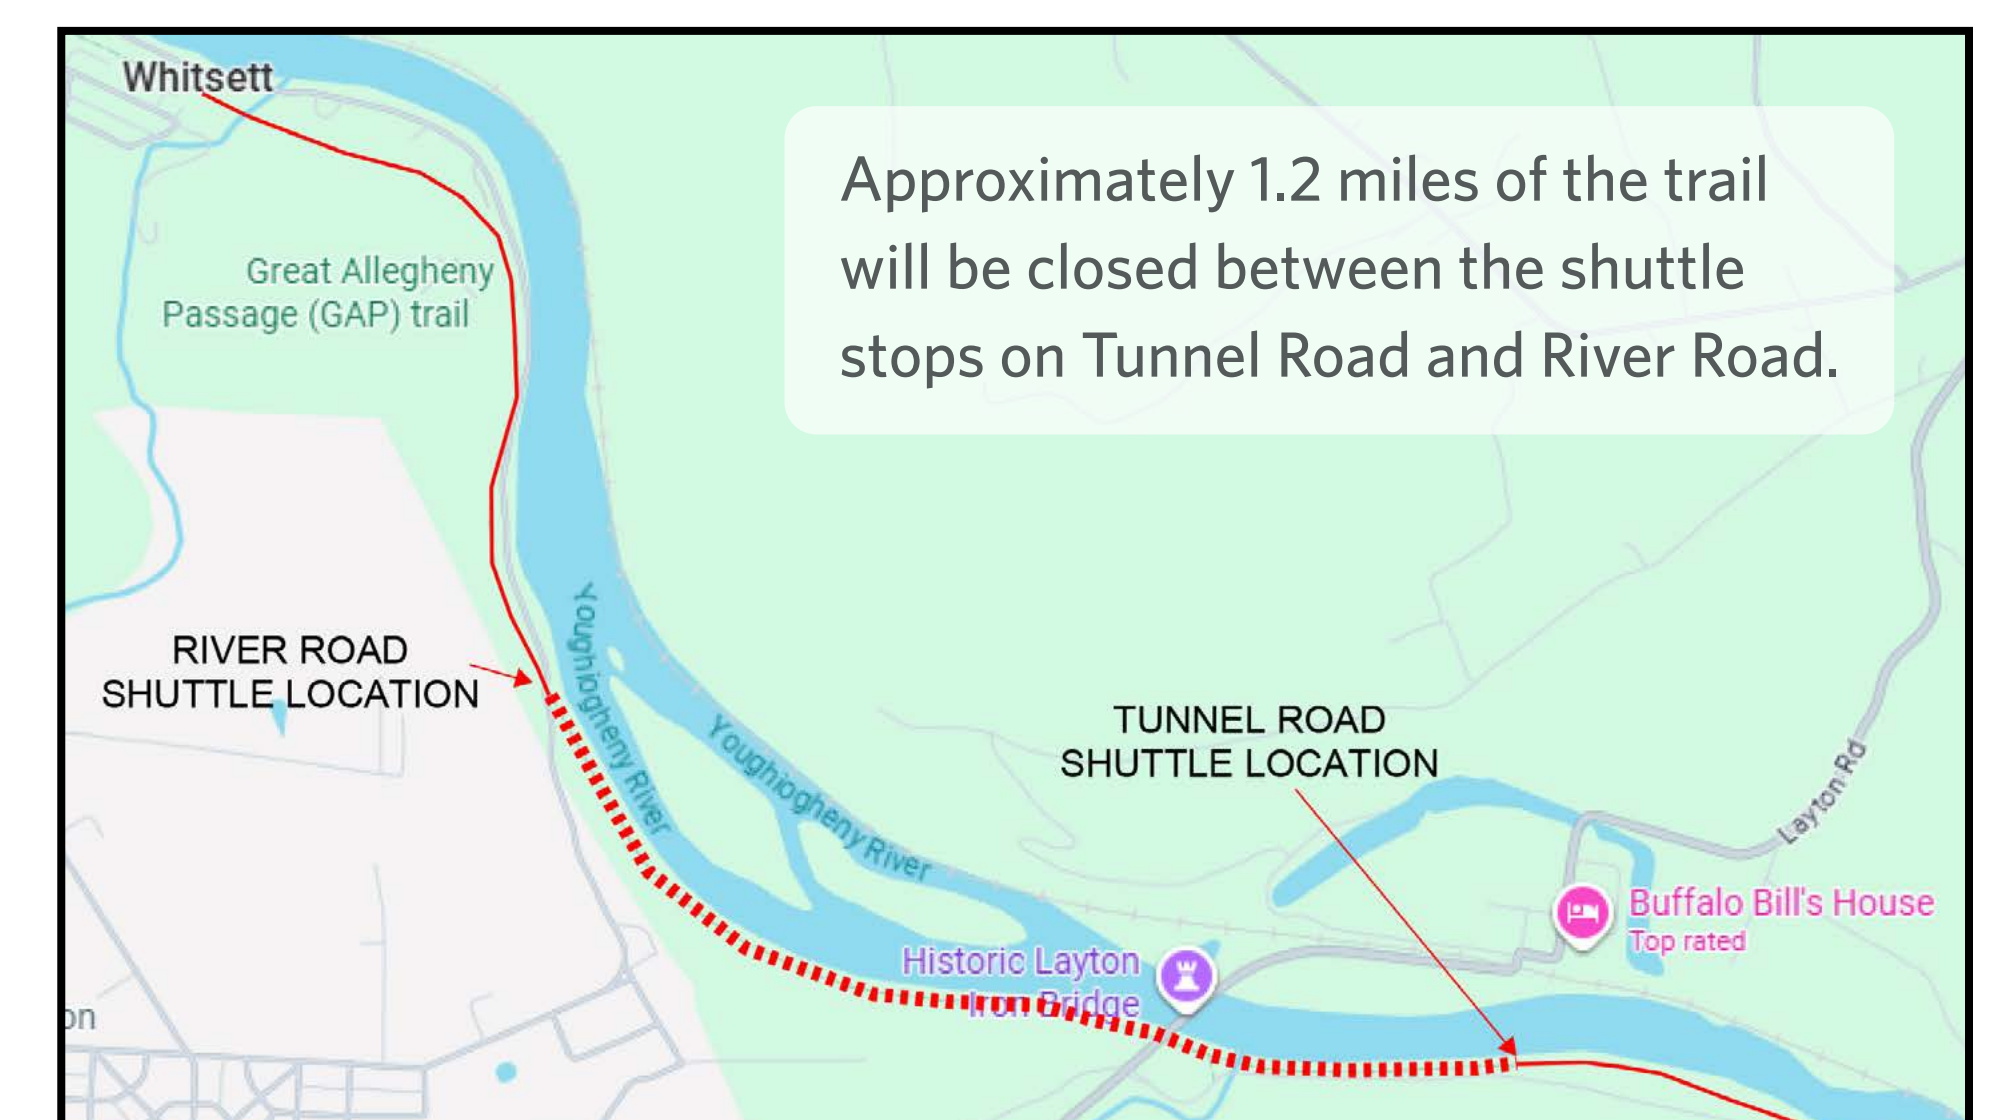 Whitsett
Approximately 1.2 miles of the trail
will be closed between the shuttle
stops on Tunnel Road and River Road.
Great Allegheny
Passage (GAP) trail
RIVER ROAD
SHUTTLE LOCATION
Youghiogheny River
Youghiogheny River
TUNNEL ROAD
SHUTTLE LOCATION
Layton Rd
Buffalo Bill's House
Top rated
Historic Layton
Iron Bridge
on